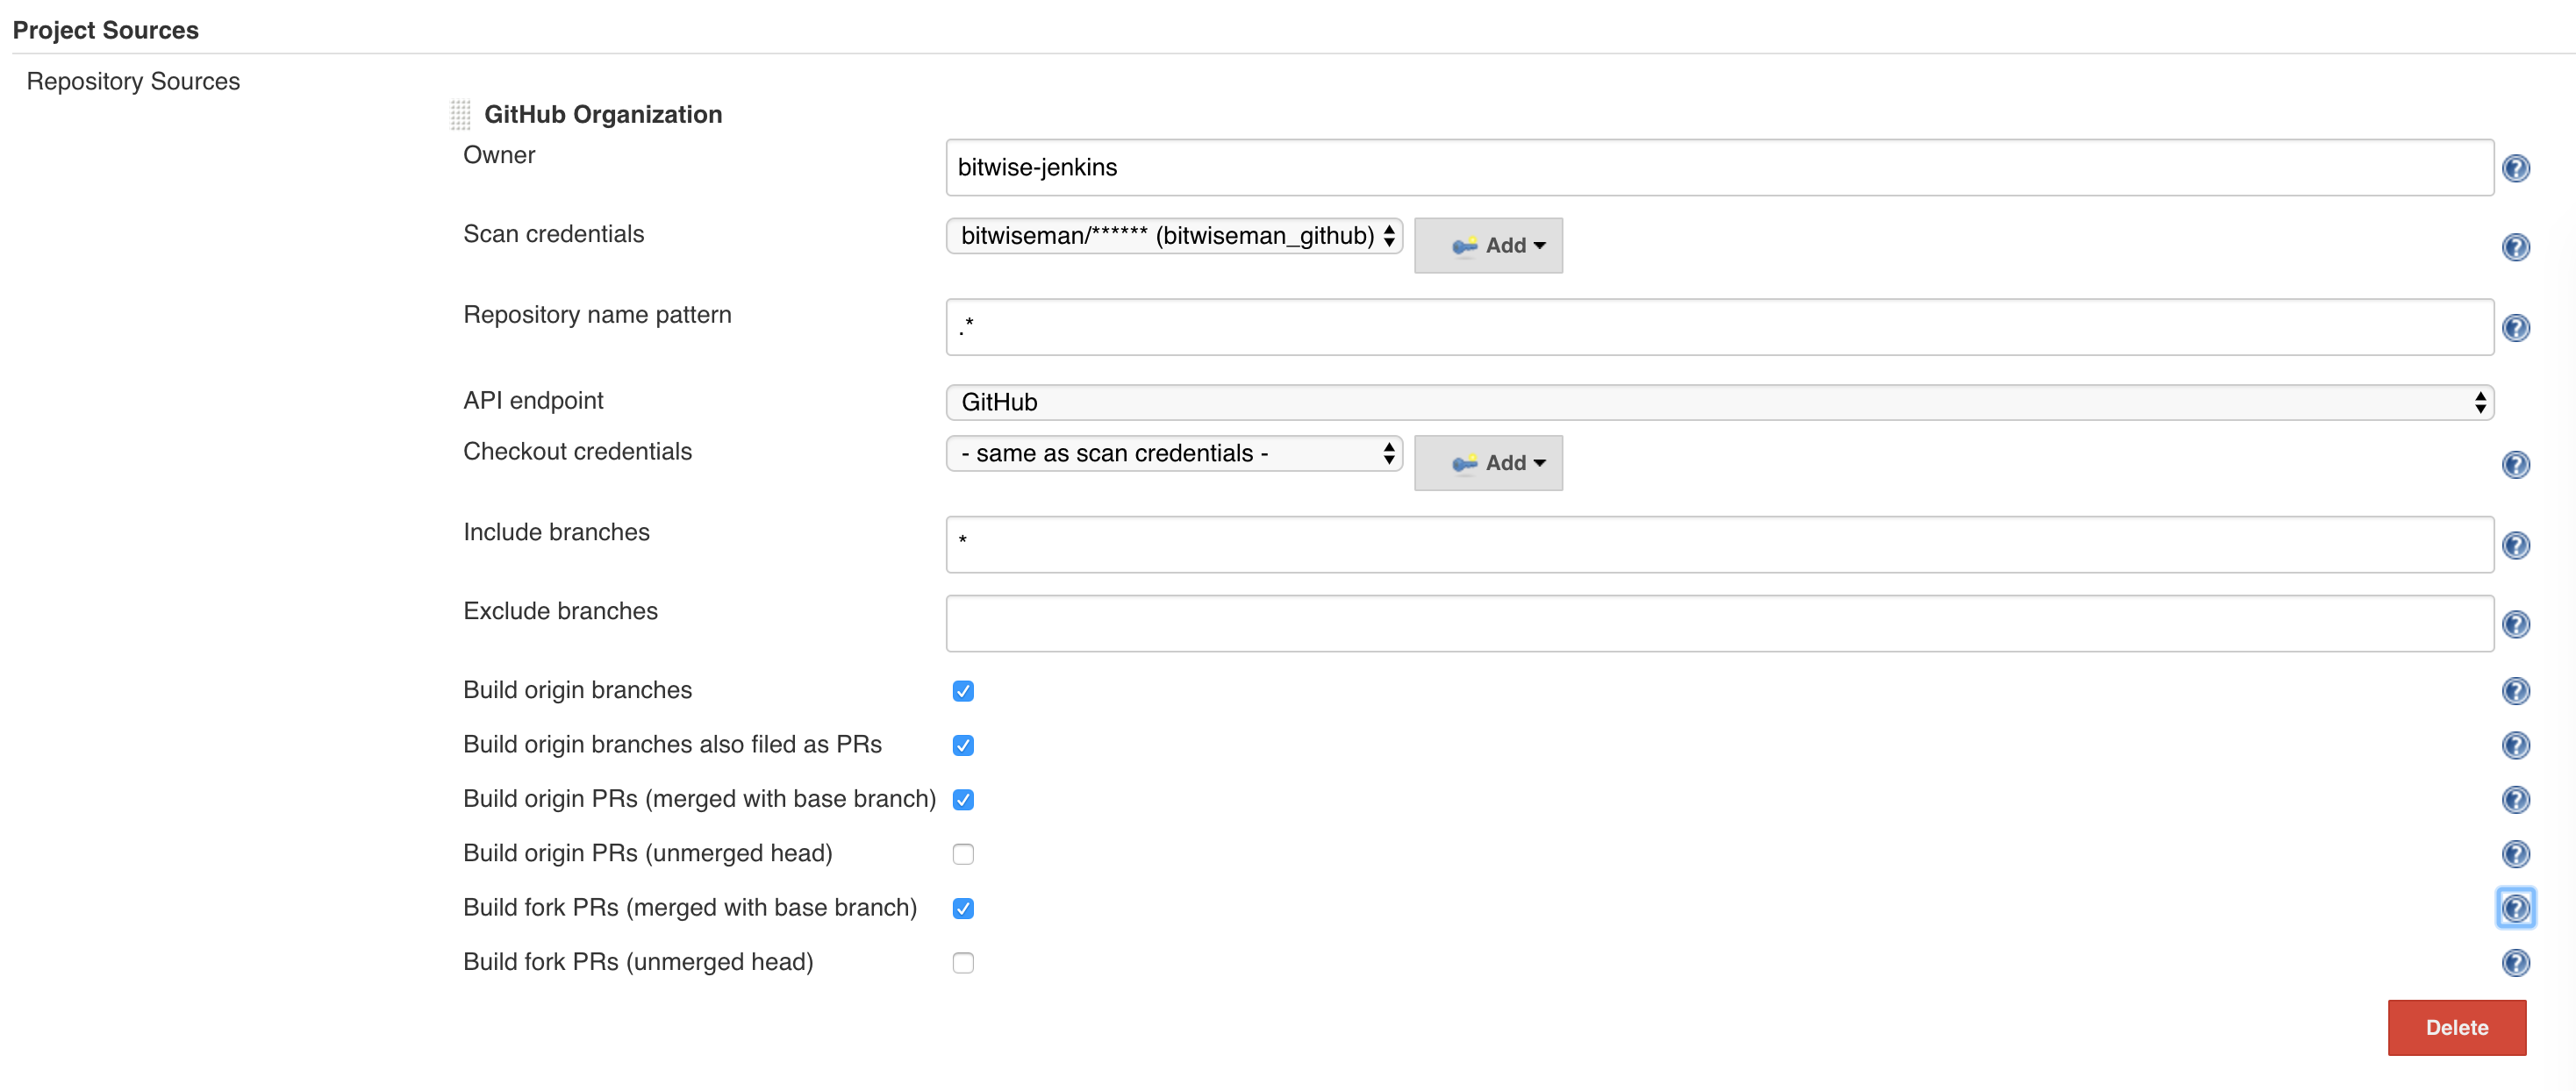 Project Sources
Repository Sources
GitHub Organization
Owner
bitwise-jenkins
Scan credentials
bitwiseman/****** (bitwiseman_github)
Add
Repository name pattern
.*
API endpoint
GitHub
Checkout credentials
- same as scan credentials -
Add
Include branches
*
Exclude branches
Build origin branches
Build origin branches also filed as PRs
Build origin PRs (merged with base branch)
Build origin PRs (unmerged head)
Build fork PRs (merged with base branch)
Build fork PRs (unmerged head)
Delete